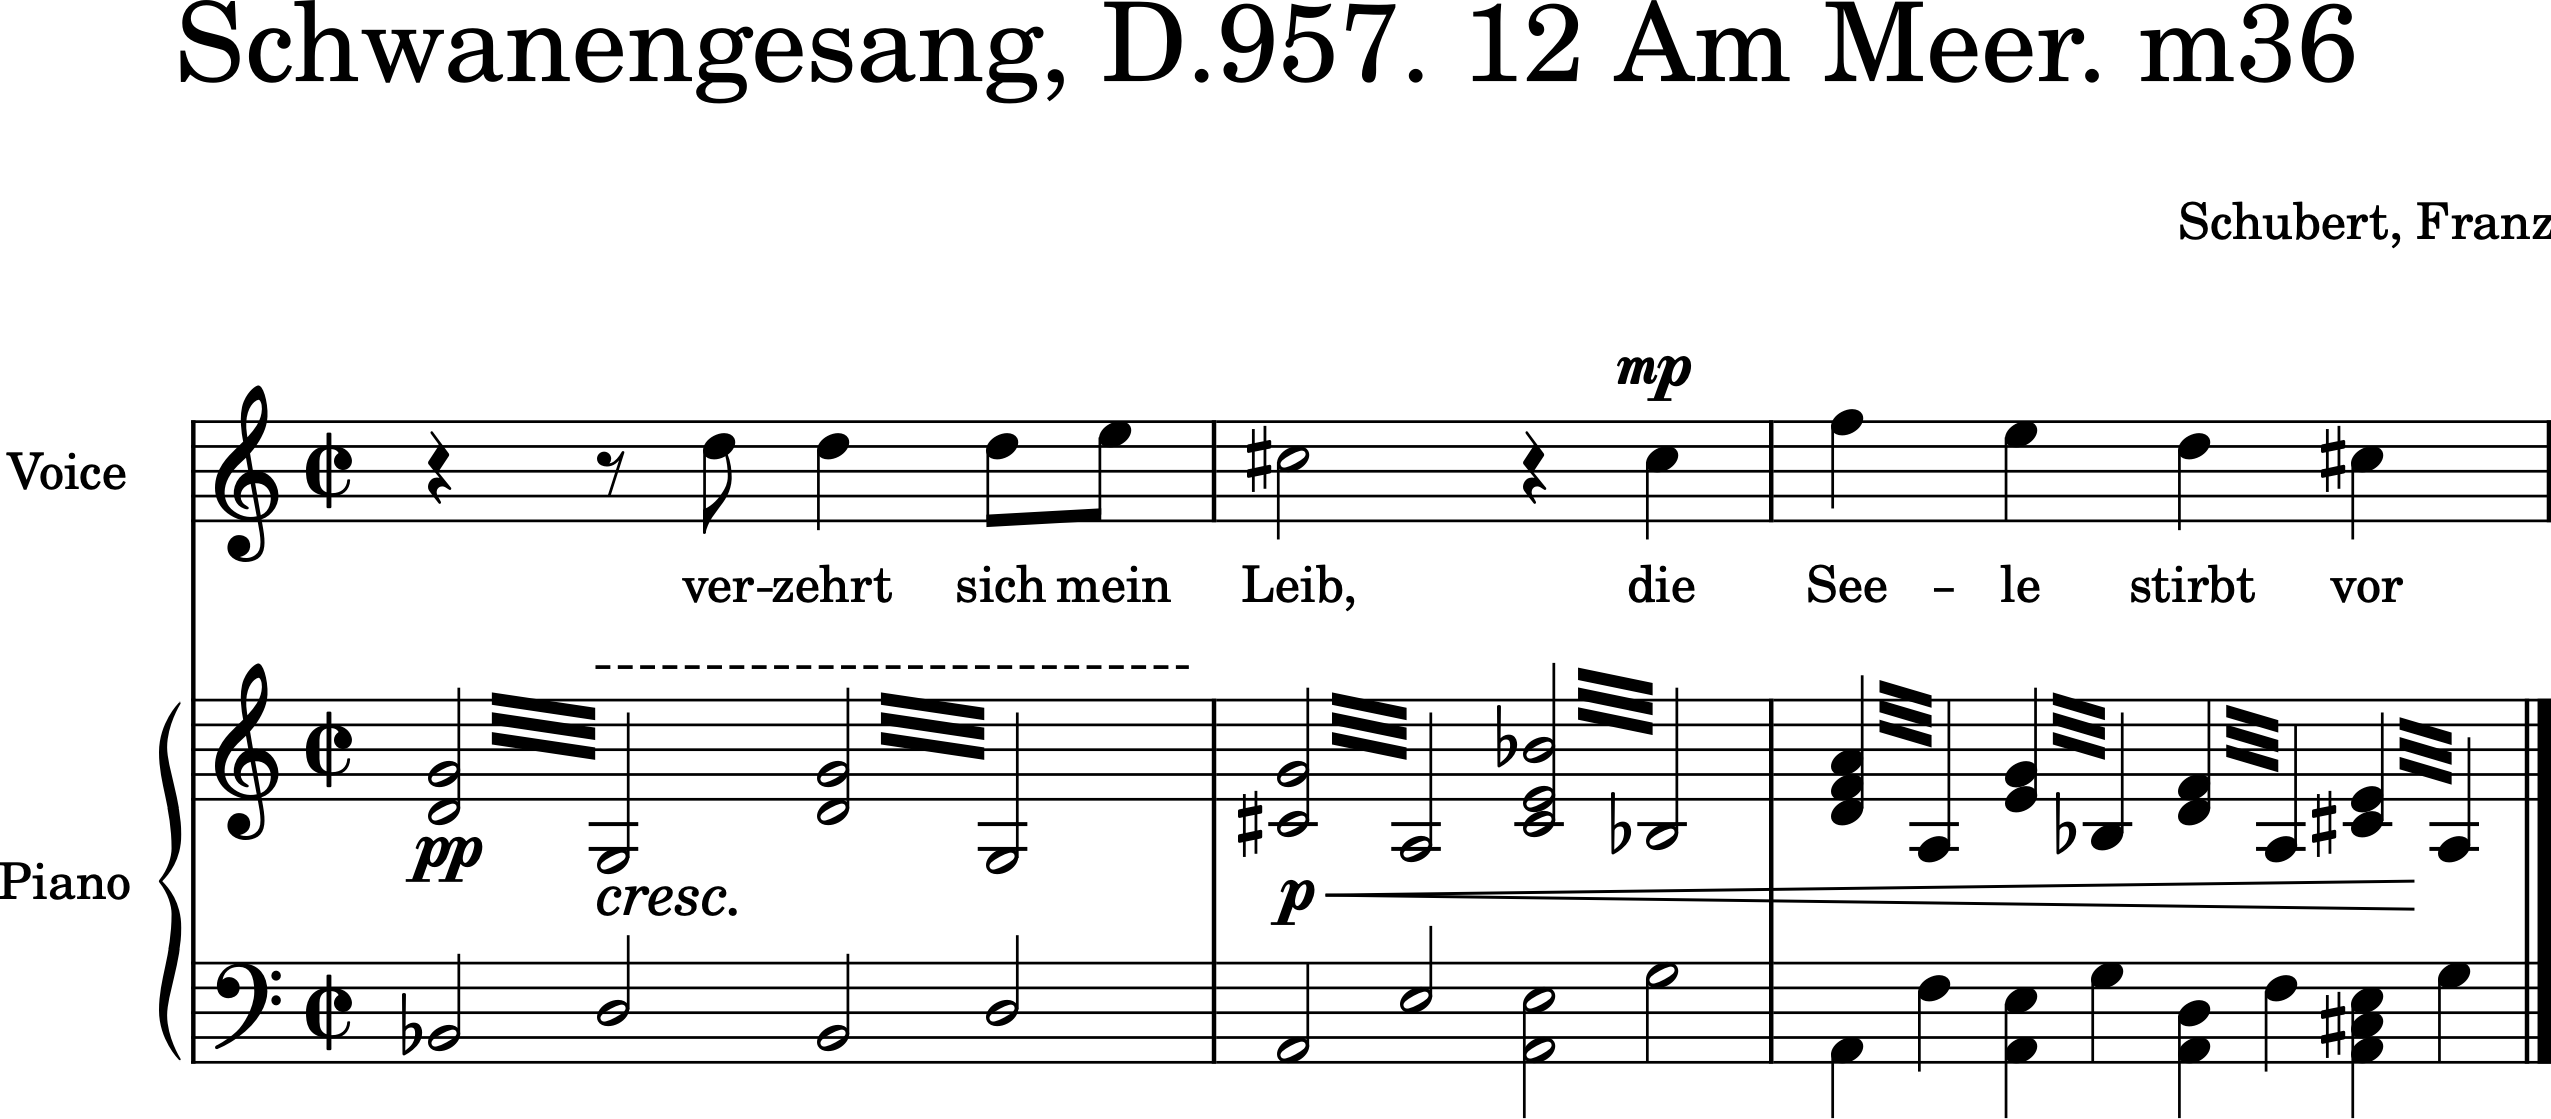 Schwanengesang, D.957. 12 Am Meer. m36
Schubert, Franz
mp
Voice
ver-zehrt sich mein Leib, die See - le stirbt vor
pp
Piano
cresc.
p